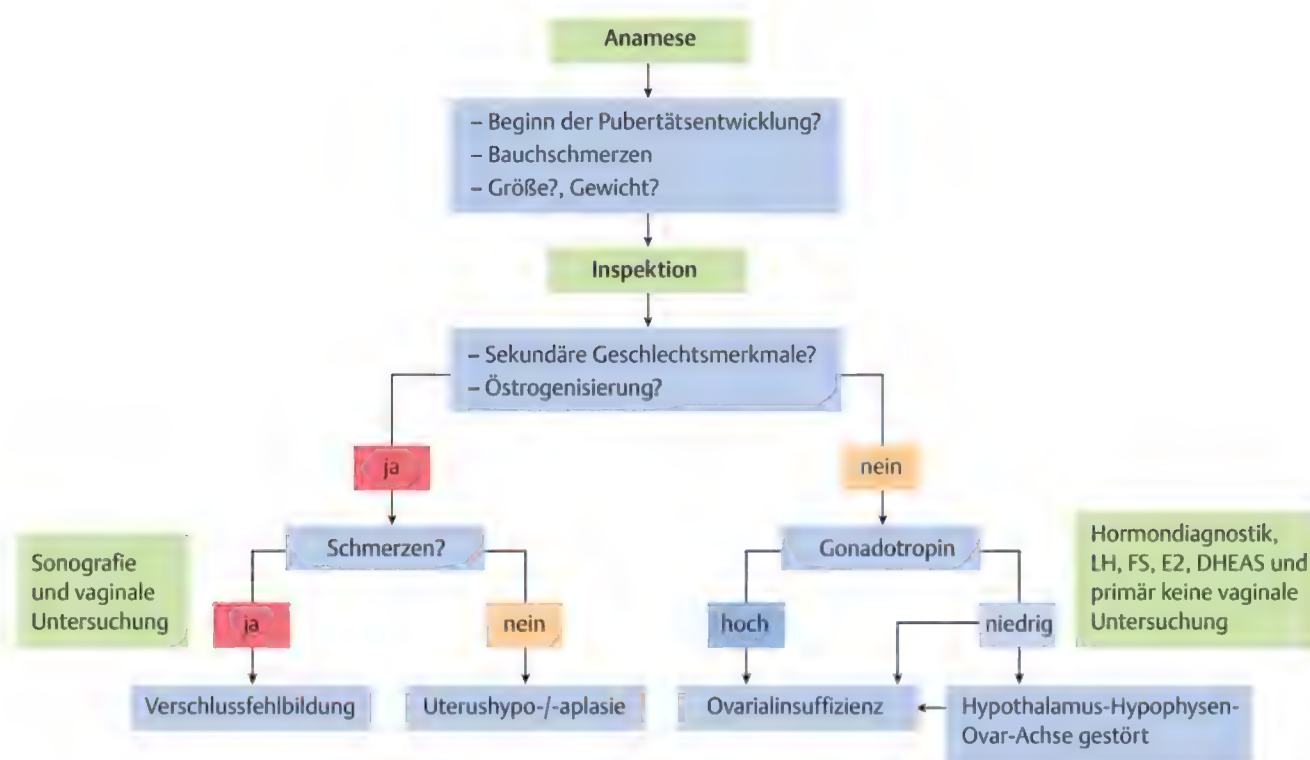 Anamese
– Beginn der Pubertätsentwicklung?
– Bauchschmerzen
– Größe?, Gewicht?
Inspektion
– Sekundäre Geschlechtsmerkmale?
– Östrogenisierung?
ja
nein
Sonografie
und vaginale
Untersuchung
Schmerzen?
Gonadotropin
Hormondiagnostik,
LH, FS, E2, DHEAS und
primär keine vaginale
Untersuchung
ja
nein
hoch
niedrig
Verschlussfehlbildung
Uterushypo-/-aplasie
Ovarialinsuffizienz
Hypothalamus-Hypophysen-
Ovar-Achse gestört